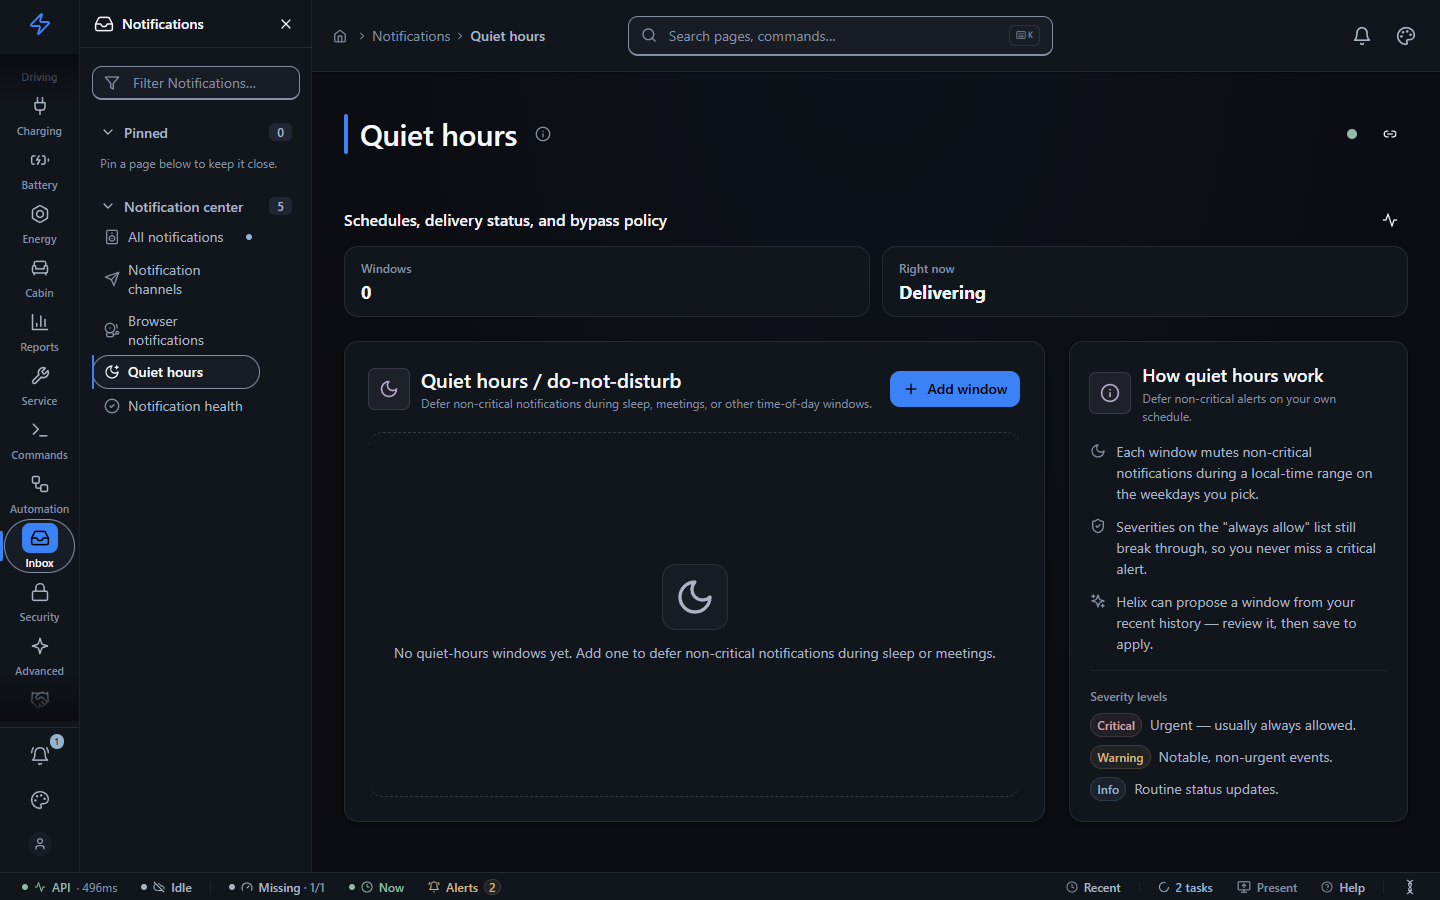 Notifications
Notifications
Quiet hours
Search pages, commands...
K
Driving
Charging
Battery
Energy
Cabin
Reports
Service
Commands
Automation
Inbox
Security
Advanced
1
Filter Notifications...
Pinned
0
Pin a page below to keep it close.
Notification center
5
All notifications
Notification
channels
Browser
notifications
Quiet hours
Notification health
Quiet hours
Schedules, delivery status, and bypass policy
Windows
0
Right now
Delivering
Quiet hours / do-not-disturb
Defer non-critical notifications during sleep, meetings, or other time-of-day windows.
Add window
No quiet-hours windows yet. Add one to defer non-critical notifications during sleep or meetings.
How quiet hours work
Defer non-critical alerts on your own
schedule.
Each window mutes non-critical
notifications during a local-time range on
the weekdays you pick.
Severities on the "always allow" list still
break through, so you never miss a critical
alert.
Helix can propose a window from your
recent history — review it, then save to
apply.
Severity levels
Critical Urgent — usually always allowed.
Warning Notable, non-urgent events.
Info Routine status updates.
API · 496ms
Idle
Missing · 1/1
Now
Alerts 2
Recent
2 tasks
Present
Help